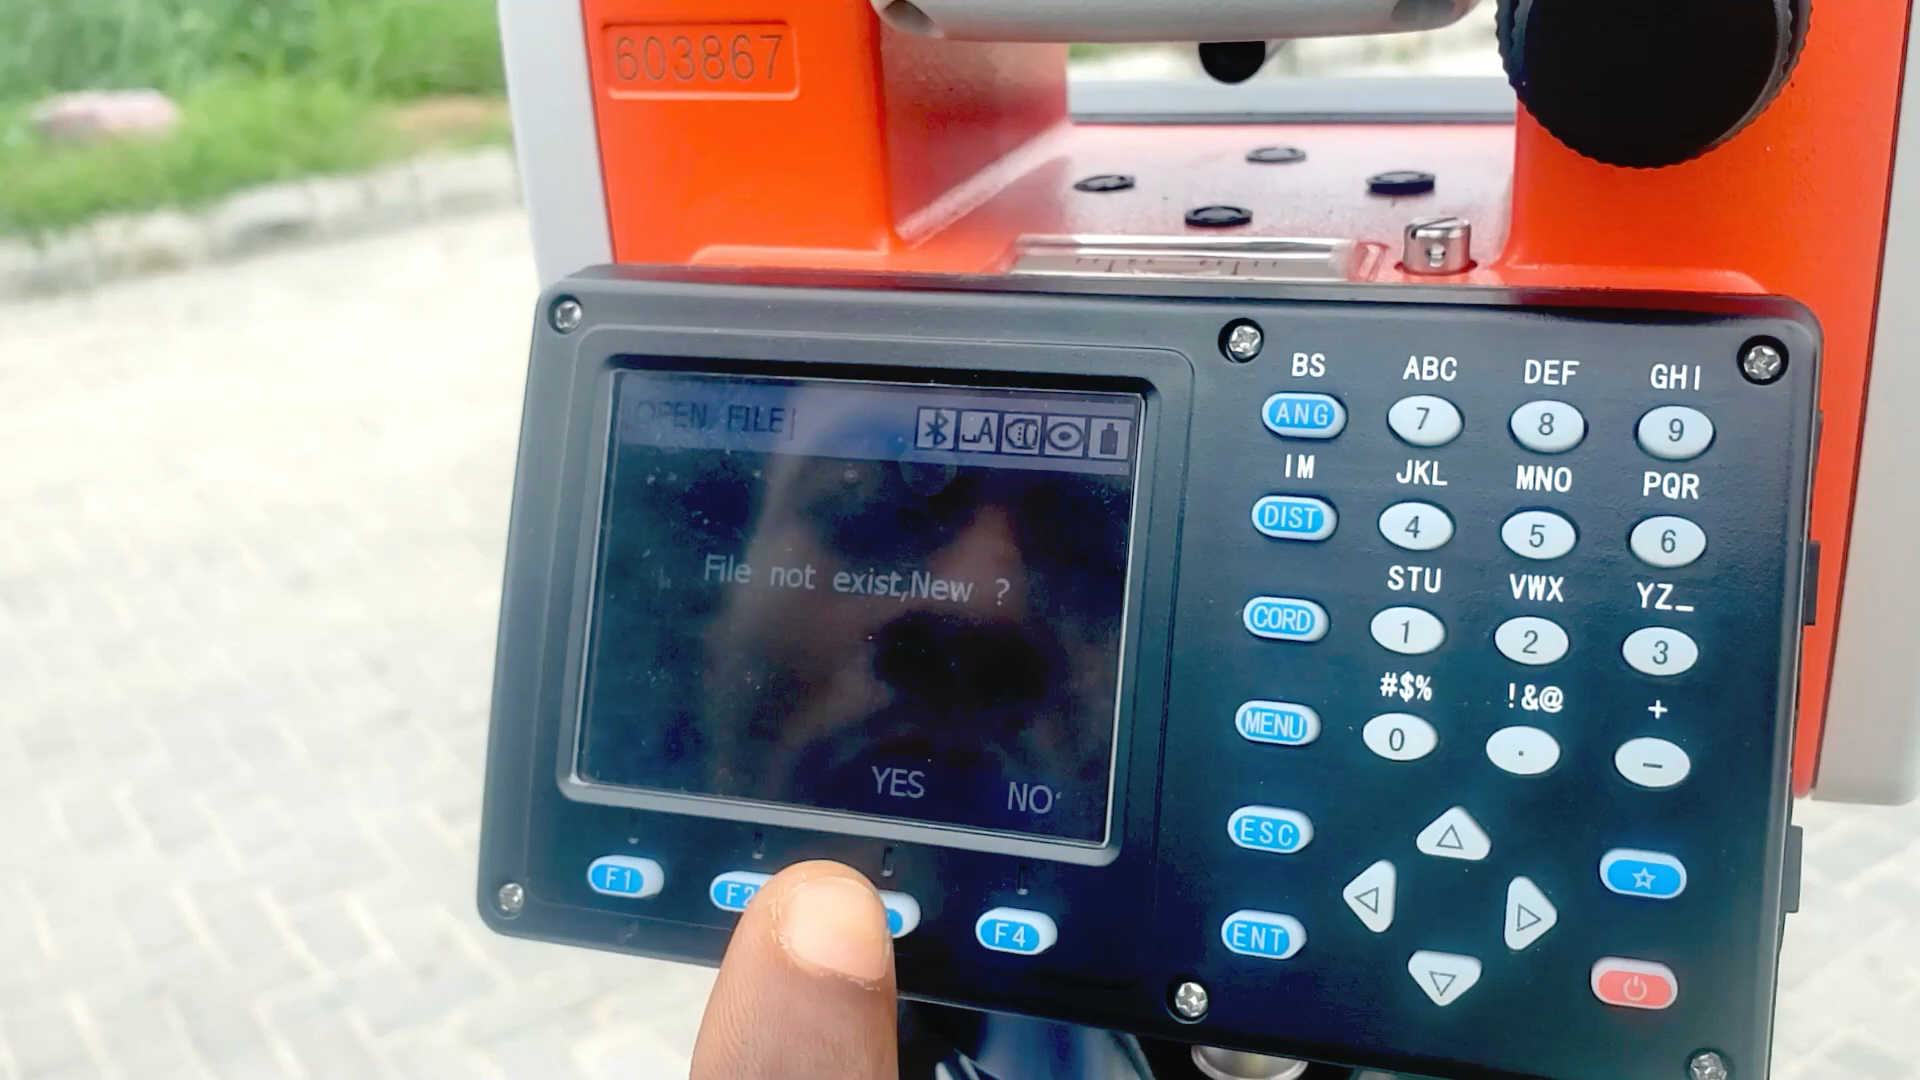 603867
OPEN FILE
File not exist,New ?
YES NO
BS ABC DEF GHI
ANG 7 8 9
IM JKL MNO PQR
DIST 4 5 6
STU VWX YZ_
CORD 1 2 3
#$% !&@ +
MENU 0 . -
ESC
ENT
F1 F2 F4